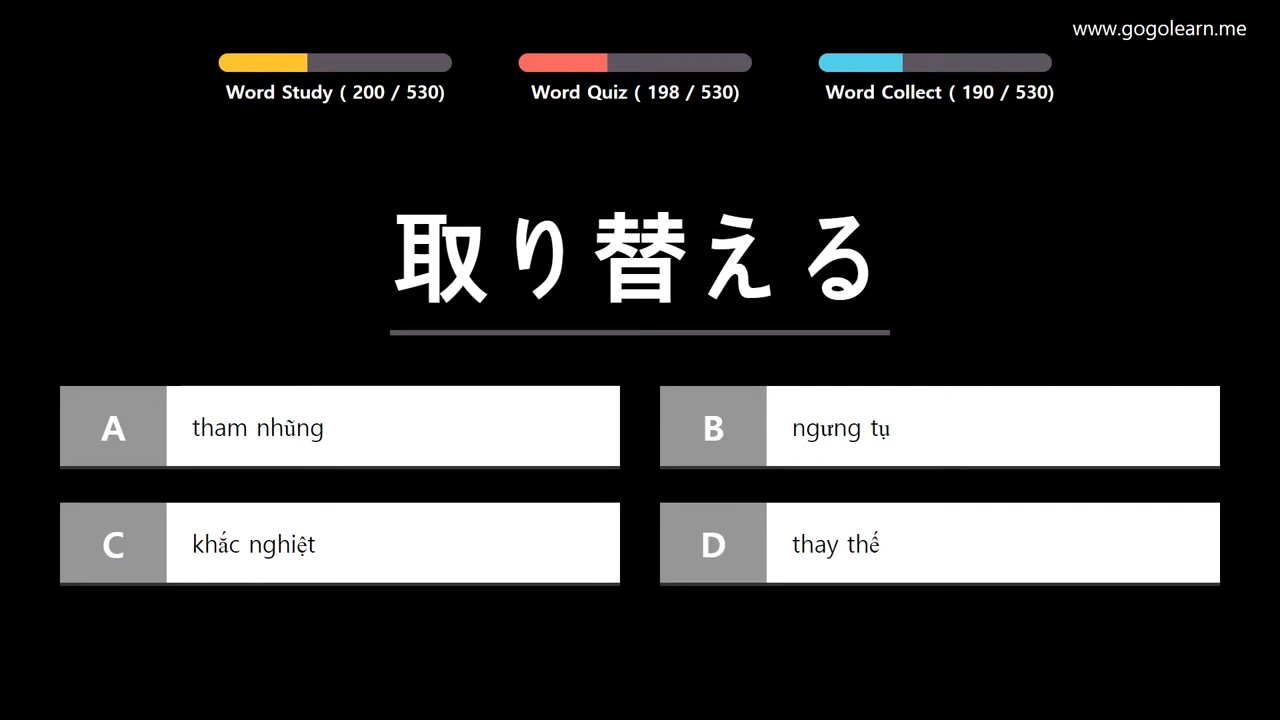 www.gogolearn.me
Word Study ( 200 / 530)
Word Quiz ( 198 / 530)
Word Collect ( 190 / 530)
取り替える
A tham nhũng
B ngưng tụ
C khắc nghiệt
D thay thế